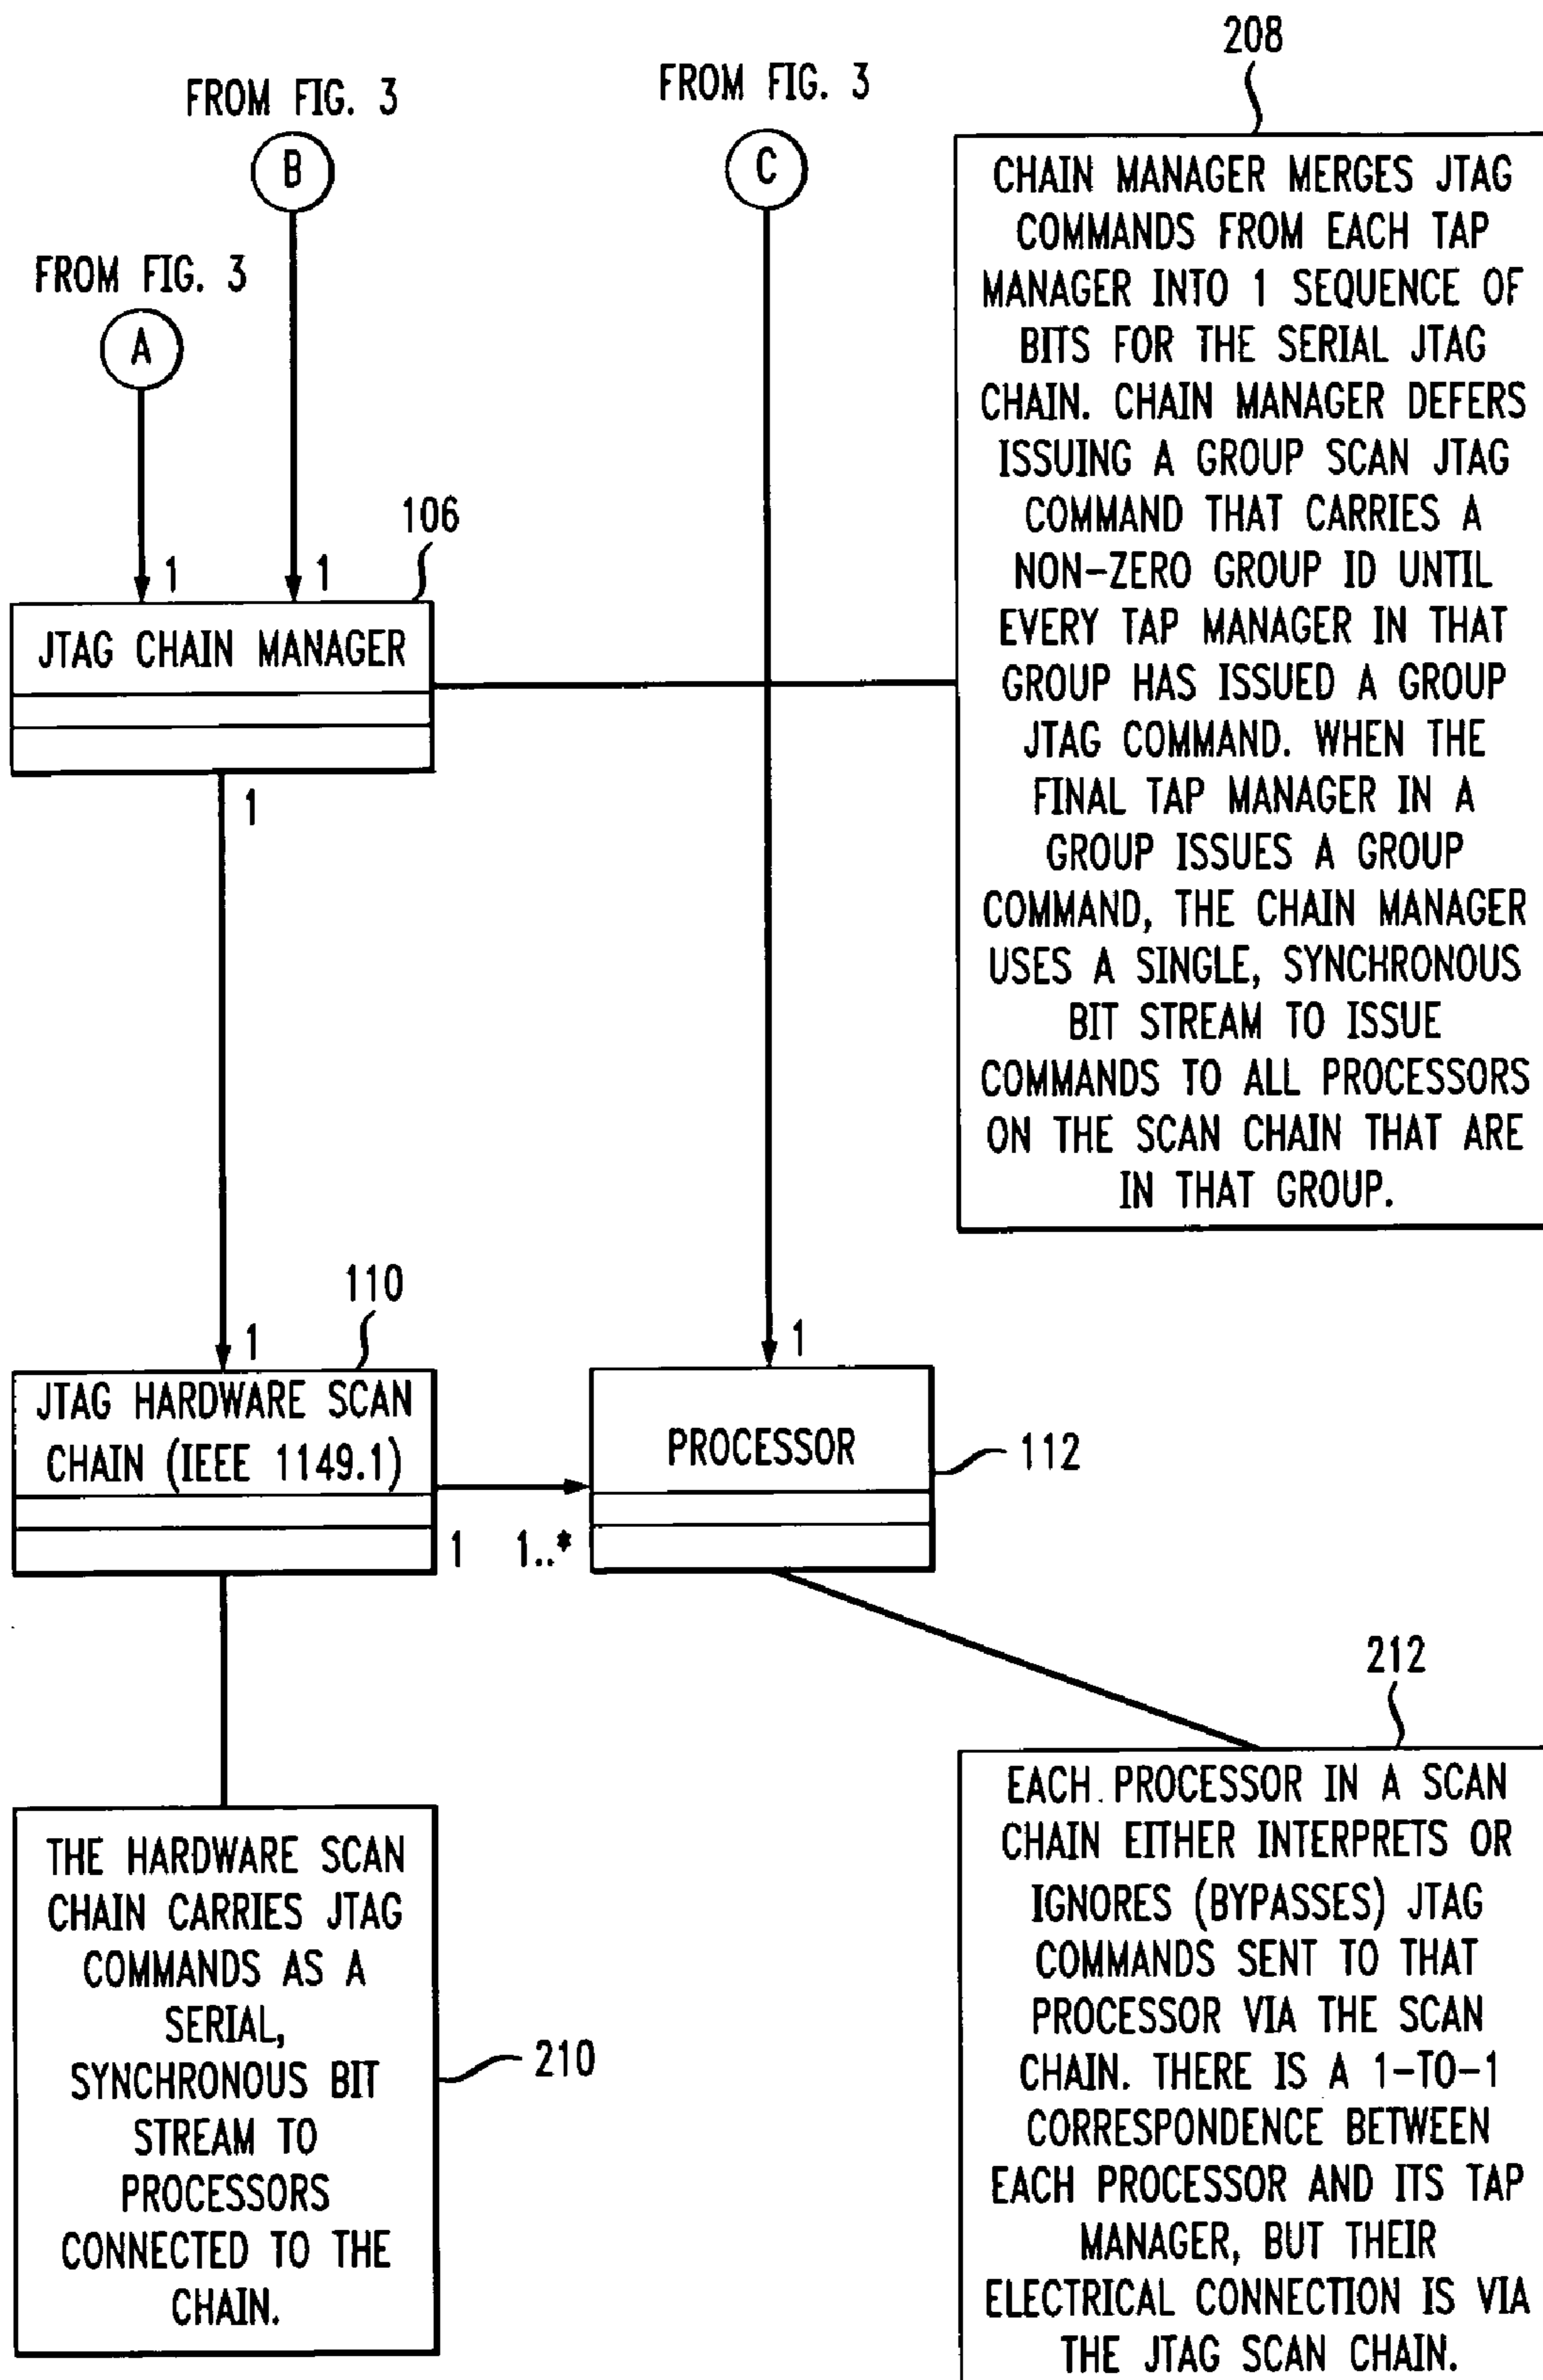 208
FROM FIG. 3
FROM FIG. 3
B
C
FROM FIG. 3
A
CHAIN MANAGER MERGES JTAG
COMMANDS FROM EACH TAP
MANAGER INTO 1 SEQUENCE OF
BITS FOR THE SERIAL JTAG
CHAIN. CHAIN MANAGER DEFERS
ISSUING A GROUP SCAN JTAG
COMMAND THAT CARRIES A
NON-ZERO GROUP ID UNTIL
EVERY TAP MANAGER IN THAT
GROUP HAS ISSUED A GROUP
JTAG COMMAND. WHEN THE
FINAL TAP MANAGER IN A
GROUP ISSUES A GROUP
COMMAND, THE CHAIN MANAGER
USES A SINGLE, SYNCHRONOUS
BIT STREAM TO ISSUE
COMMANDS TO ALL PROCESSORS
ON THE SCAN CHAIN THAT ARE
IN THAT GROUP.
106
1
1
JTAG CHAIN MANAGER
1
110
1
1
JTAG HARDWARE SCAN
CHAIN (IEEE 1149.1)
PROCESSOR
112
1
1..*
212
EACH PROCESSOR IN A SCAN
CHAIN EITHER INTERPRETS OR
IGNORES (BYPASSES) JTAG
COMMANDS SENT TO THAT
PROCESSOR VIA THE SCAN
CHAIN. THERE IS A 1-TO-1
CORRESPONDENCE BETWEEN
EACH PROCESSOR AND ITS TAP
MANAGER, BUT THEIR
ELECTRICAL CONNECTION IS VIA
THE JTAG SCAN CHAIN.
THE HARDWARE SCAN
CHAIN CARRIES JTAG
COMMANDS AS A
SERIAL,
SYNCHRONOUS BIT
STREAM TO
PROCESSORS
CONNECTED TO THE
CHAIN.
210